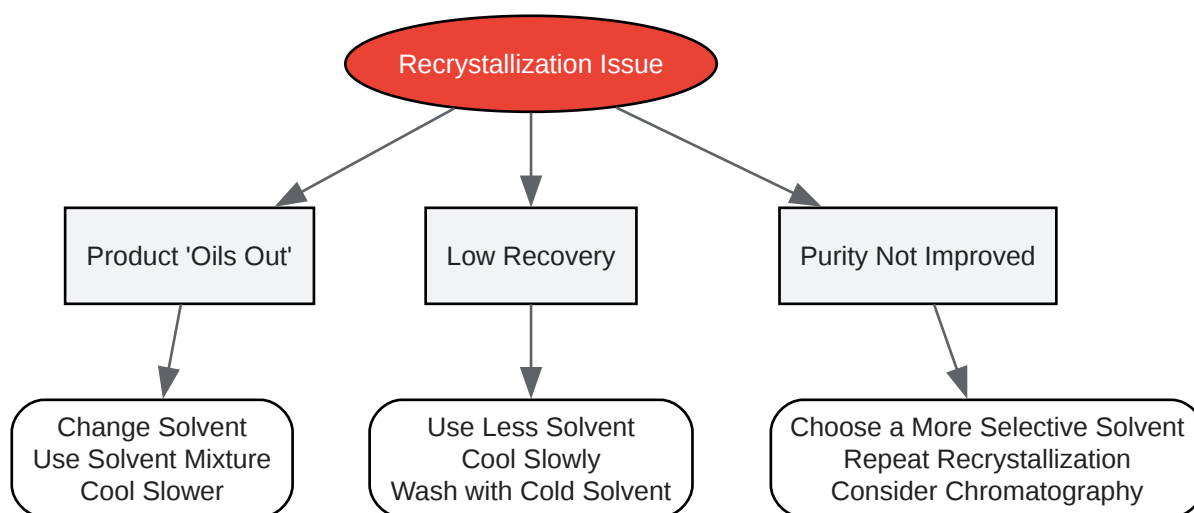 Recrystallization Issue
Product 'Oils Out'
Low Recovery
Purity Not Improved
Change Solvent
Use Solvent Mixture
Cool Slower
Use Less Solvent
Cool Slowly
Wash with Cold Solvent
Choose a More Selective Solvent
Repeat Recrystallization
Consider Chromatography